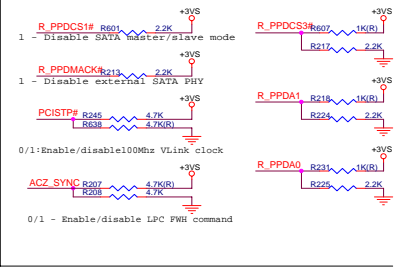 +3VS
R_PPDCS1# R601 2.2K
1 - Disable SATA master/slave mode
+3VS
R_PPDMACK# R213 2.2K
1 - Disable external SATA PHY
+3VS
PCISTP# R245 4.7K
R638 4.7K(R)
0/1:Enable/disable100Mhz VLink clock
+3VS
ACZ_SYNC R207 4.7K(R)
R208 4.7K
0/1 - Enable/disable LPC FWH command
+3VS
R_PPDCS3# R607 1K(R)
R217 2.2K
+3VS
R_PPDA1 R218 1K(R)
R224 2.2K
+3VS
R_PPDA0 R231 1K(R)
R225 2.2K